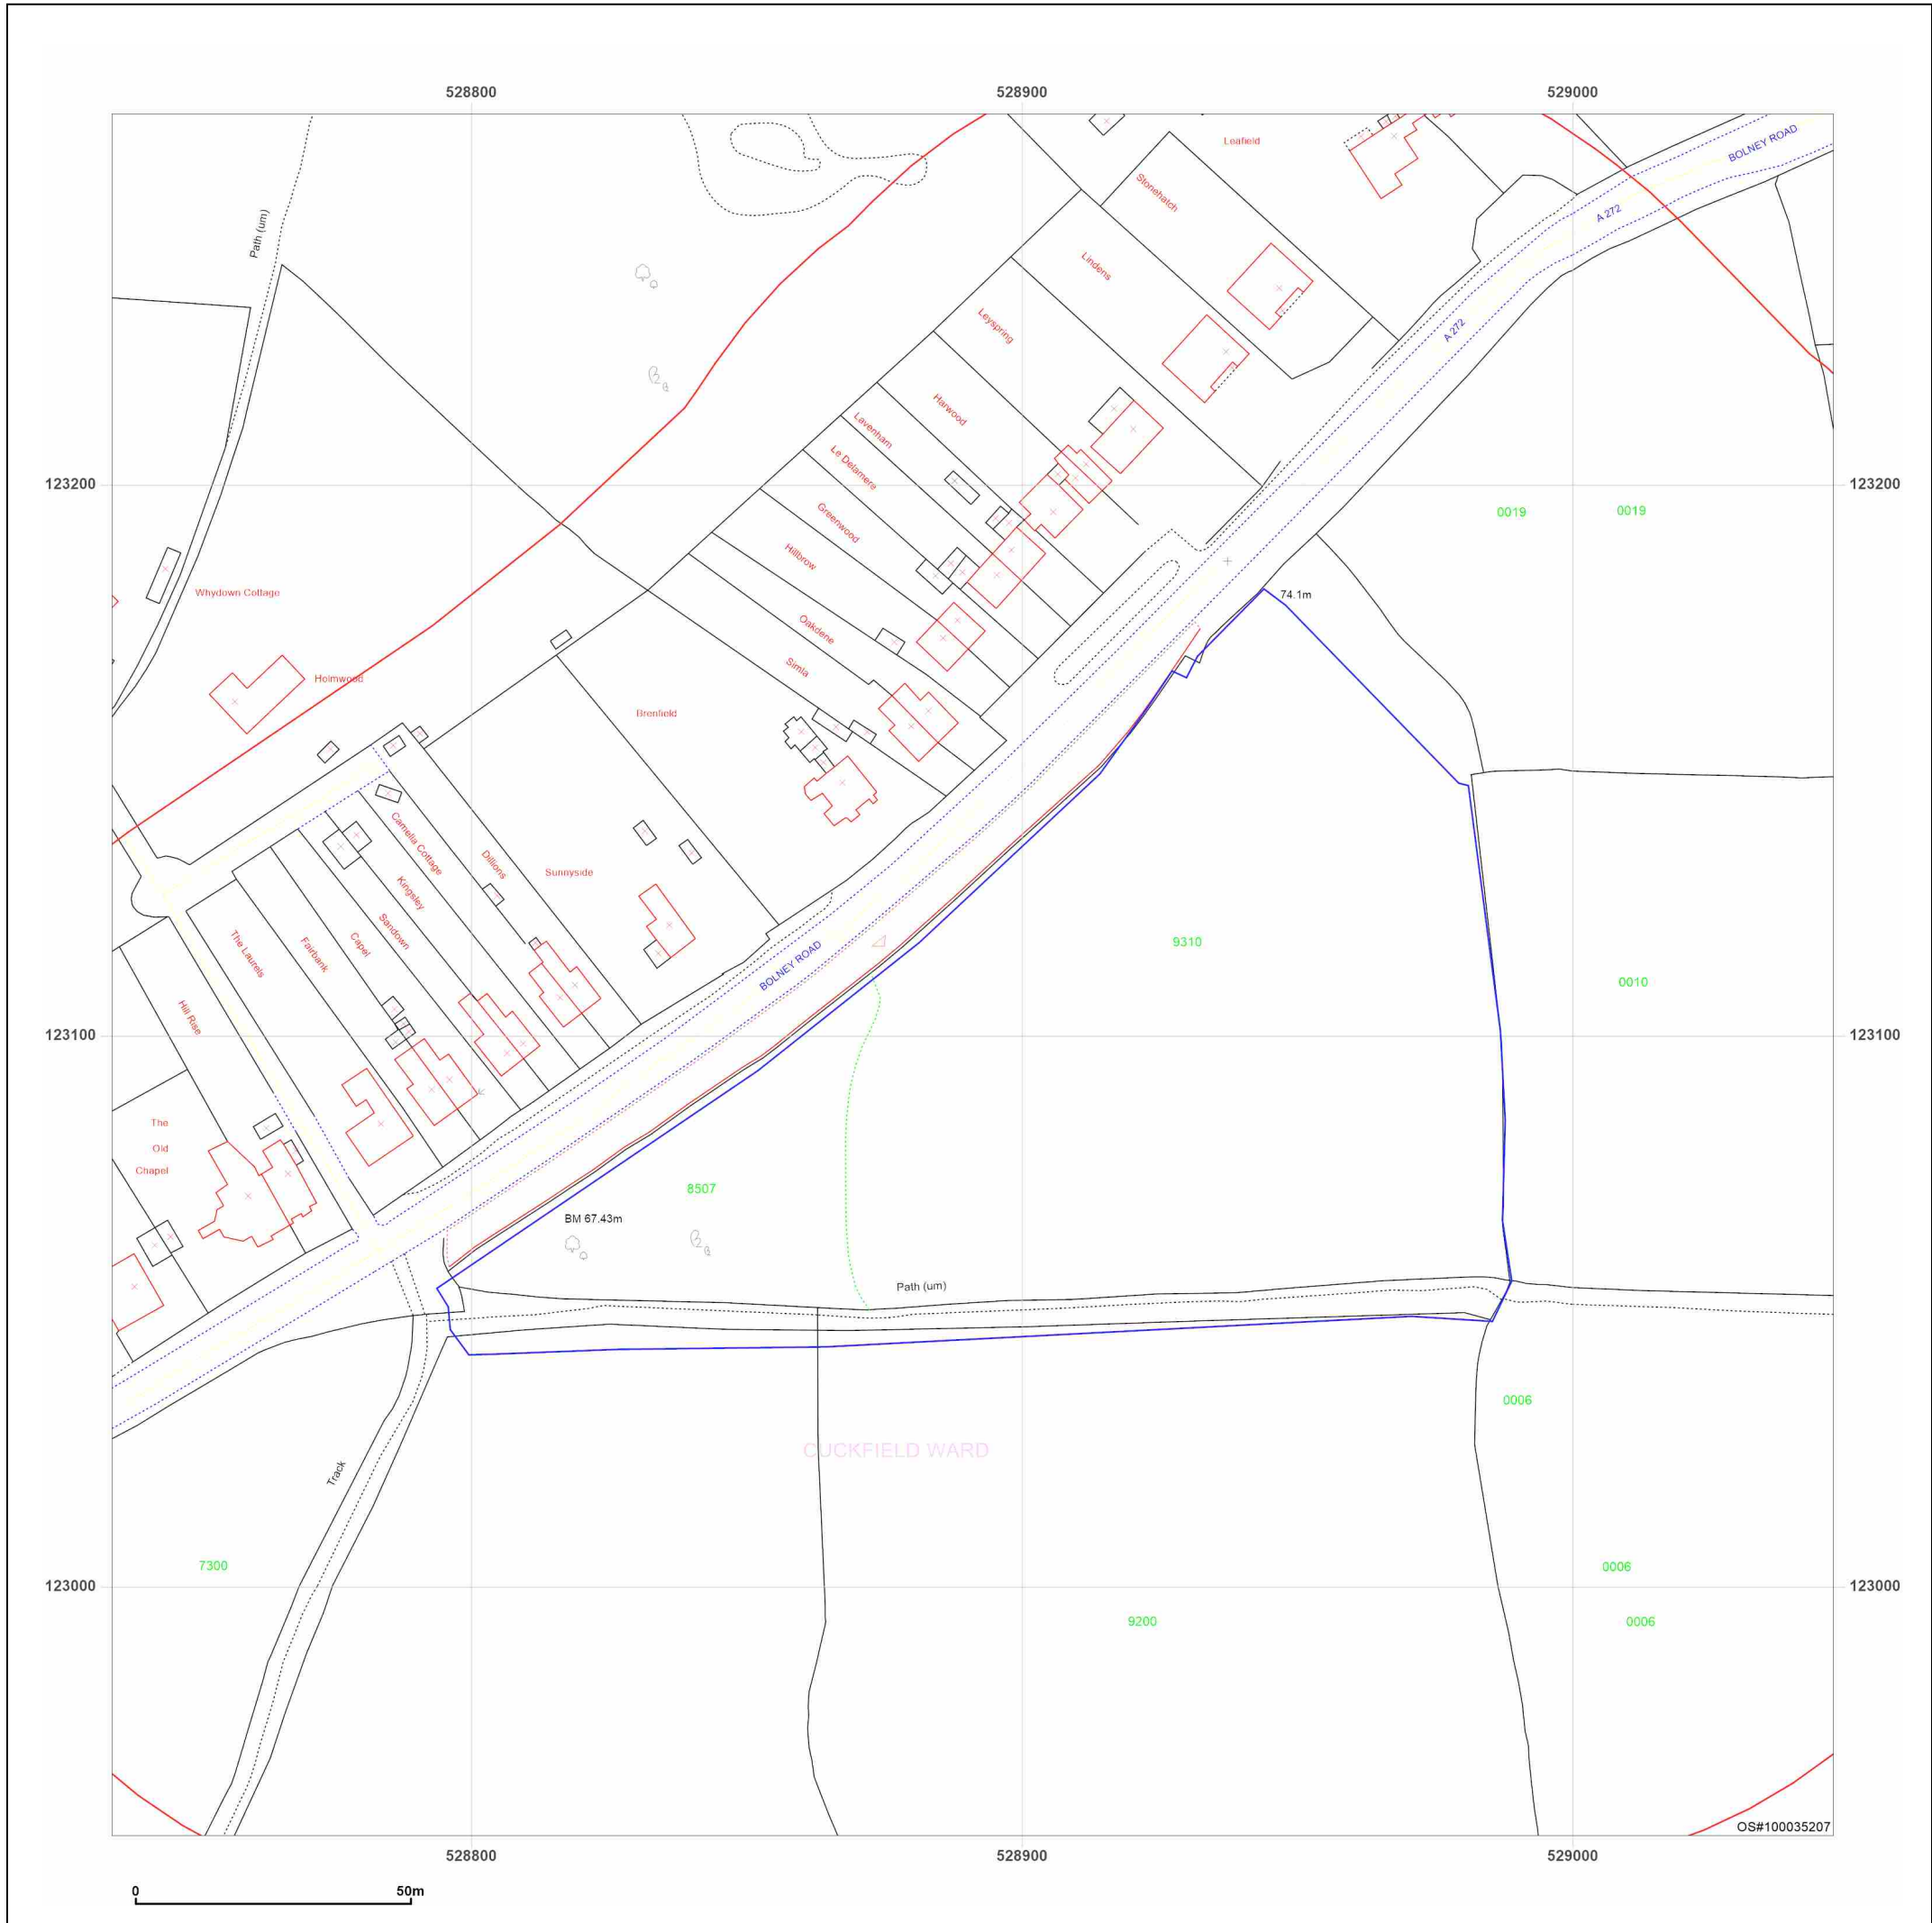 528800
528900
529000
Leafield
BOLNEY ROAD
A 272
Stonehatch
Path (um)
Lindens
Leyspring
A 272
Harwood
Lavenham
Le Delamere
123200
123200
0019
0019
Greenwood
Hillbrow
Whydown Cottage
74.1m
Oakdene
Simla
Holmwood
Brenfield
Camelia Cottage
Dillions
Sunnyside
Kingsley
Sandown
Capel
Fairbank
The Laurels
BOLNEY ROAD
9310
0010
Hill Rise
123100
123100
The
Old
Chapel
8507
BM 67.43m
Path (um)
0006
CUCKFIELD WARD
Track
7300
0006
123000
123000
9200
0006
OS#100035207
528800
528900
529000
0
50m